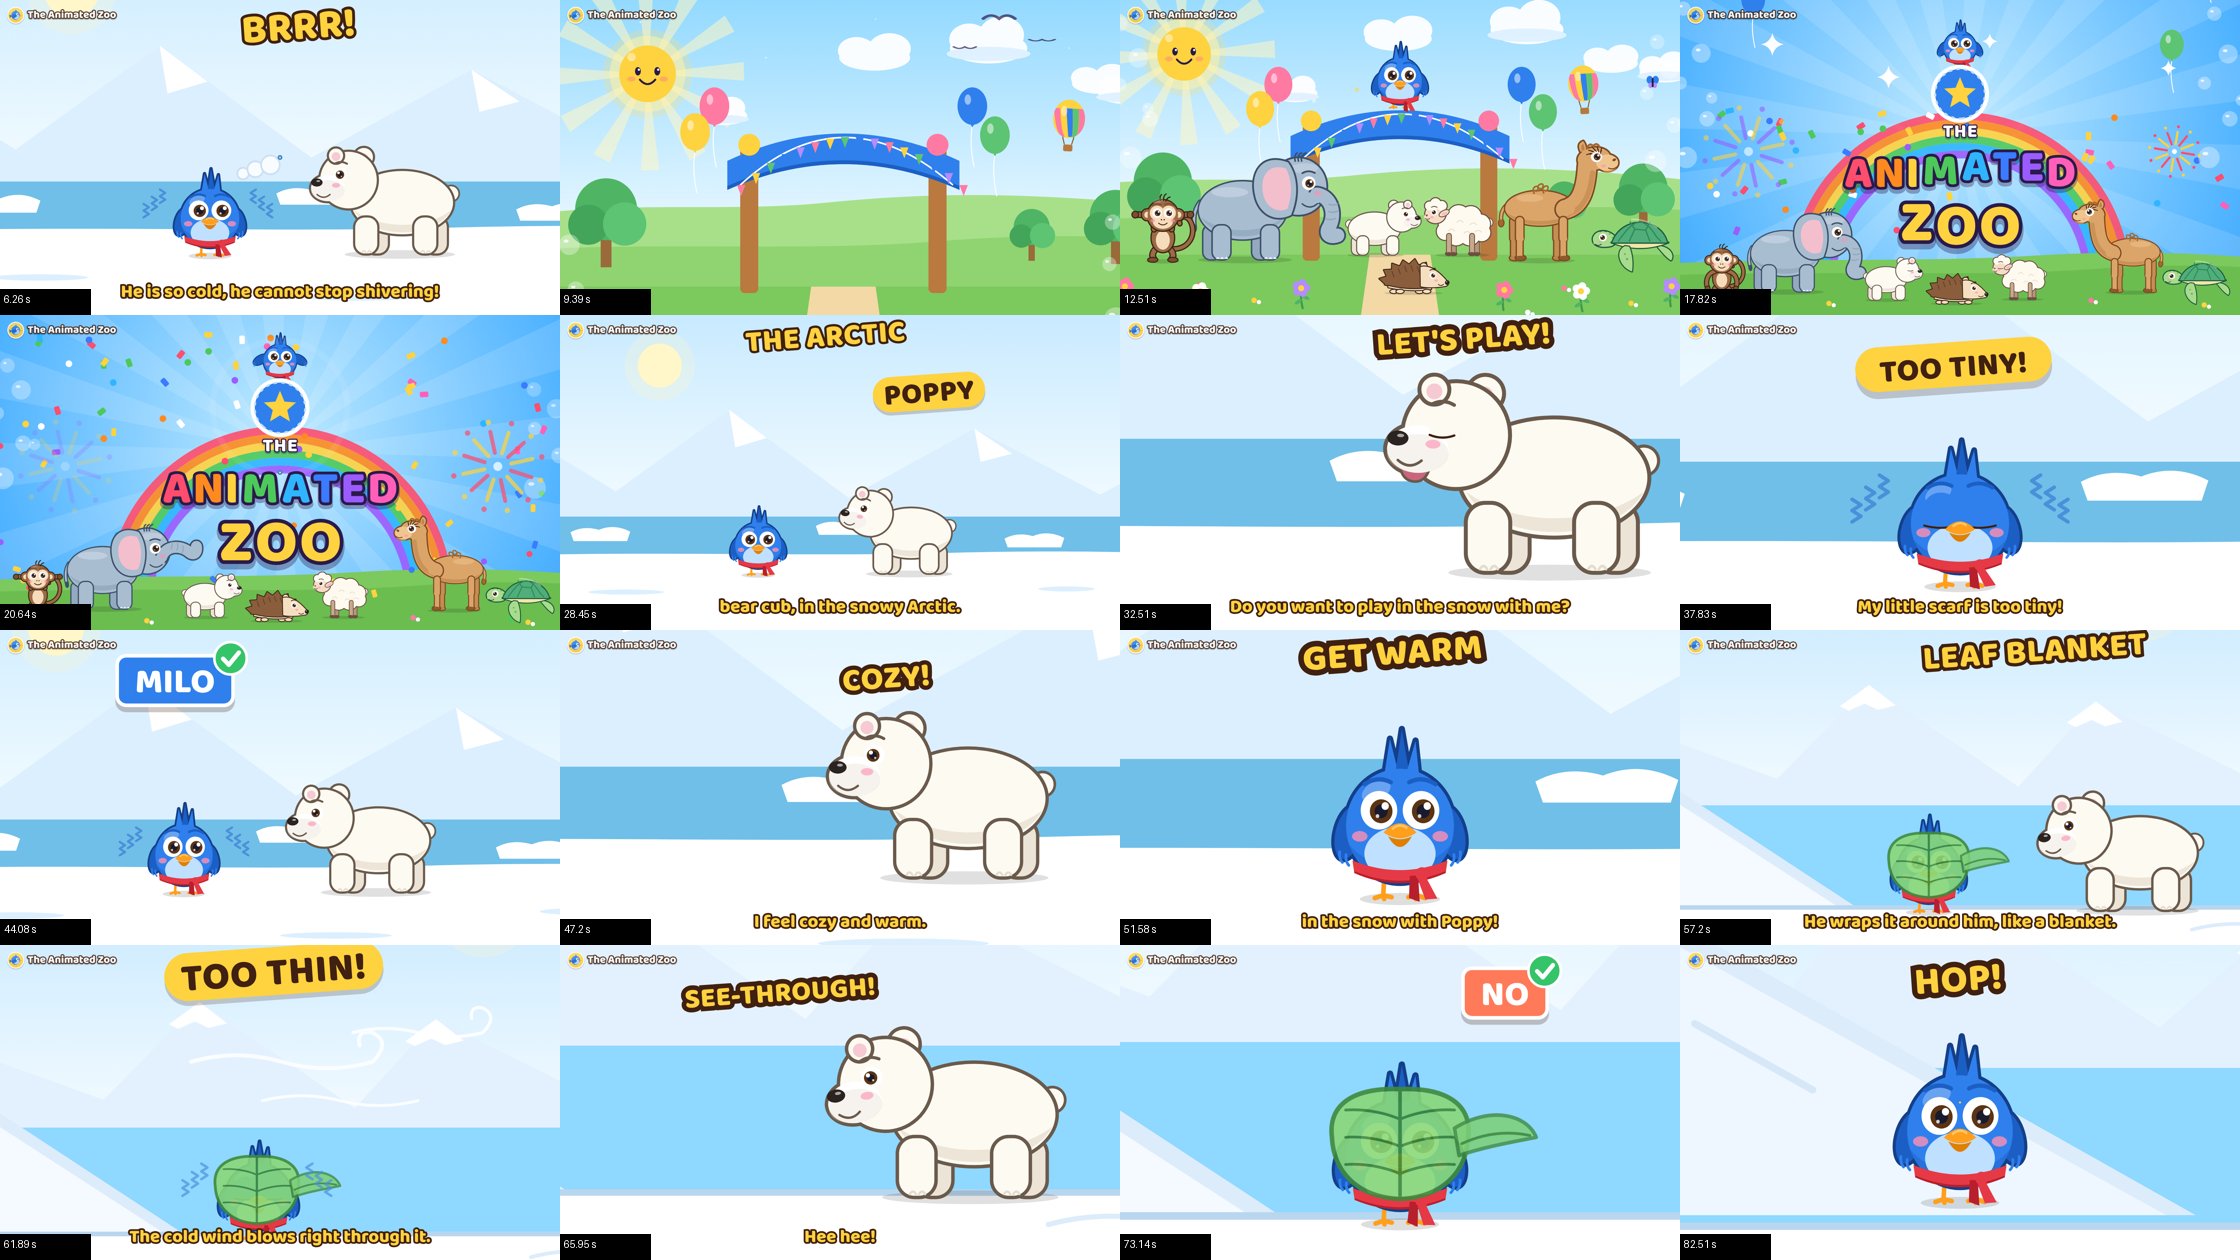 The Animated Zoo
BRRR!
He is so cold, he cannot stop shivering!
6.26 s
The Animated Zoo
9.39 s
The Animated Zoo
12.51 s
The Animated Zoo
THE
ANIMATED
ZOO
17.82 s
The Animated Zoo
THE
ANIMATED
ZOO
20.64 s
The Animated Zoo
THE ARCTIC
POPPY
bear cub, in the snowy Arctic.
28.45 s
The Animated Zoo
LET'S PLAY!
Do you want to play in the snow with me?
32.51 s
The Animated Zoo
TOO TINY!
My little scarf is too tiny!
37.83 s
The Animated Zoo
MILO
44.08 s
The Animated Zoo
COZY!
I feel cozy and warm.
47.2 s
The Animated Zoo
GET WARM
in the snow with Poppy!
51.58 s
The Animated Zoo
LEAF BLANKET
He wraps it around him, like a blanket.
57.2 s
The Animated Zoo
TOO THIN!
The cold wind blows right through it.
61.89 s
The Animated Zoo
SEE-THROUGH!
Hee hee!
65.95 s
The Animated Zoo
NO
73.14 s
The Animated Zoo
HOP!
82.51 s